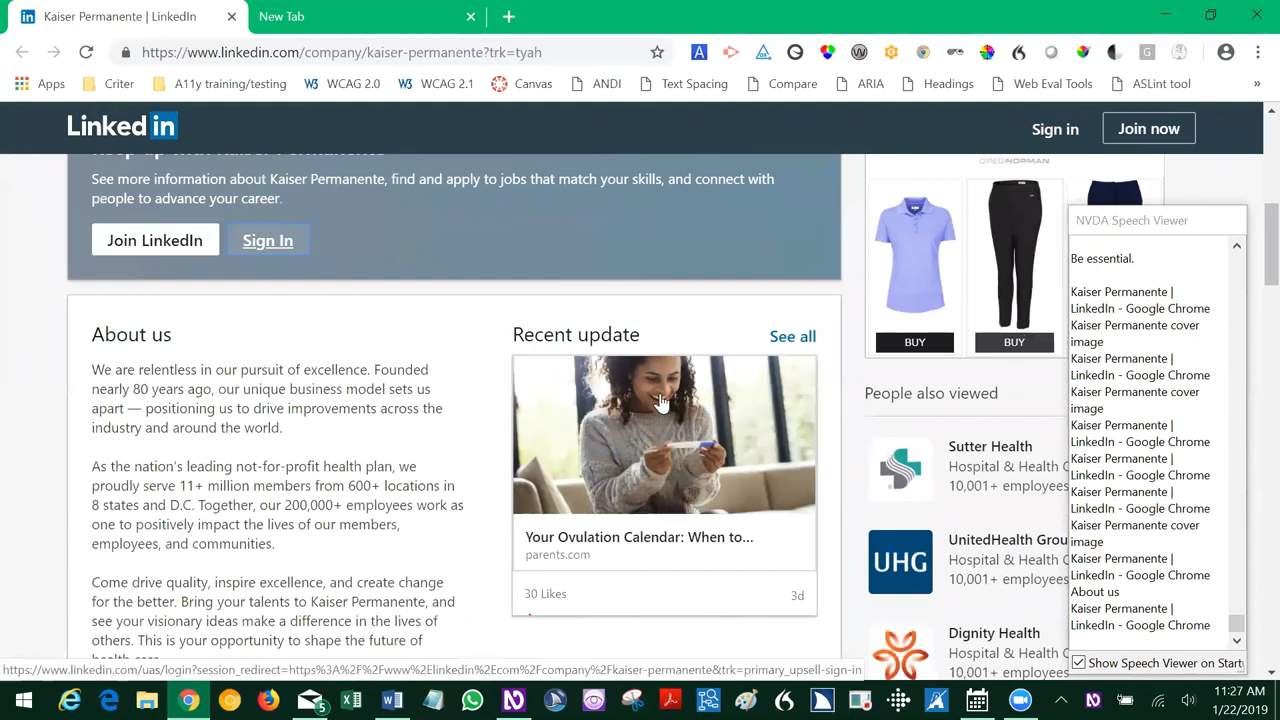 Kaiser Permanente | LinkedIn
New Tab
https://www.linkedin.com/company/kaiser-permanente?trk=tyah
Apps
Criter
A11y training/testing
WCAG 2.0
WCAG 2.1
Canvas
ANDI
Text Spacing
Compare
ARIA
Headings
Web Eval Tools
ASLint tool
»
Linked in
Sign in
Join now
Keep up with Kaiser Permanente
See more information about Kaiser Permanente, find and apply to jobs that match your skills, and connect with
people to advance your career.
Join LinkedIn
Sign In
GREGNORMAN
BUY
BUY
About us
We are relentless in our pursuit of excellence. Founded
nearly 80 years ago, our unique business model sets us
apart — positioning us to drive improvements across the
industry and around the world.
As the nation's leading not-for-profit health plan, we
proudly serve 11+ million members from 600+ locations in
8 states and D.C. Together, our 200,000+ employees work as
one to positively impact the lives of our members,
employees, and communities.
Come drive quality, inspire excellence, and create change
for the better. Bring your talents to Kaiser Permanente, and
see your visionary ideas make a difference in the lives of
others. This is your opportunity to shape the future of
health care.
Recent update
See all
Your Ovulation Calendar: When to...
parents.com
30 Likes
3d
People also viewed
Sutter Health
Hospital & Health C
10,001+ employees
UHG
UnitedHealth Grou
Hospital & Health C
10,001+ employees
Dignity Health
Hospital & Health C
10,001+ employees
NVDA Speech Viewer
Be essential.
Kaiser Permanente |
LinkedIn - Google Chrome
Kaiser Permanente cover
image
Kaiser Permanente |
LinkedIn - Google Chrome
Kaiser Permanente cover
image
Kaiser Permanente |
LinkedIn - Google Chrome
Kaiser Permanente |
LinkedIn - Google Chrome
Kaiser Permanente |
LinkedIn - Google Chrome
Kaiser Permanente cover
image
Kaiser Permanente |
LinkedIn - Google Chrome
About us
Kaiser Permanente |
LinkedIn - Google Chrome
Show Speech Viewer on Start
https://www.linkedin.com/uas/login?session_redirect=https%3A%2F%2Fwww%2Elinkedin%2Ecom%2Fcompany%2Fkaiser-permanente&trk=primary_upsell-sign-in
5
11:27 AM
1/22/2019